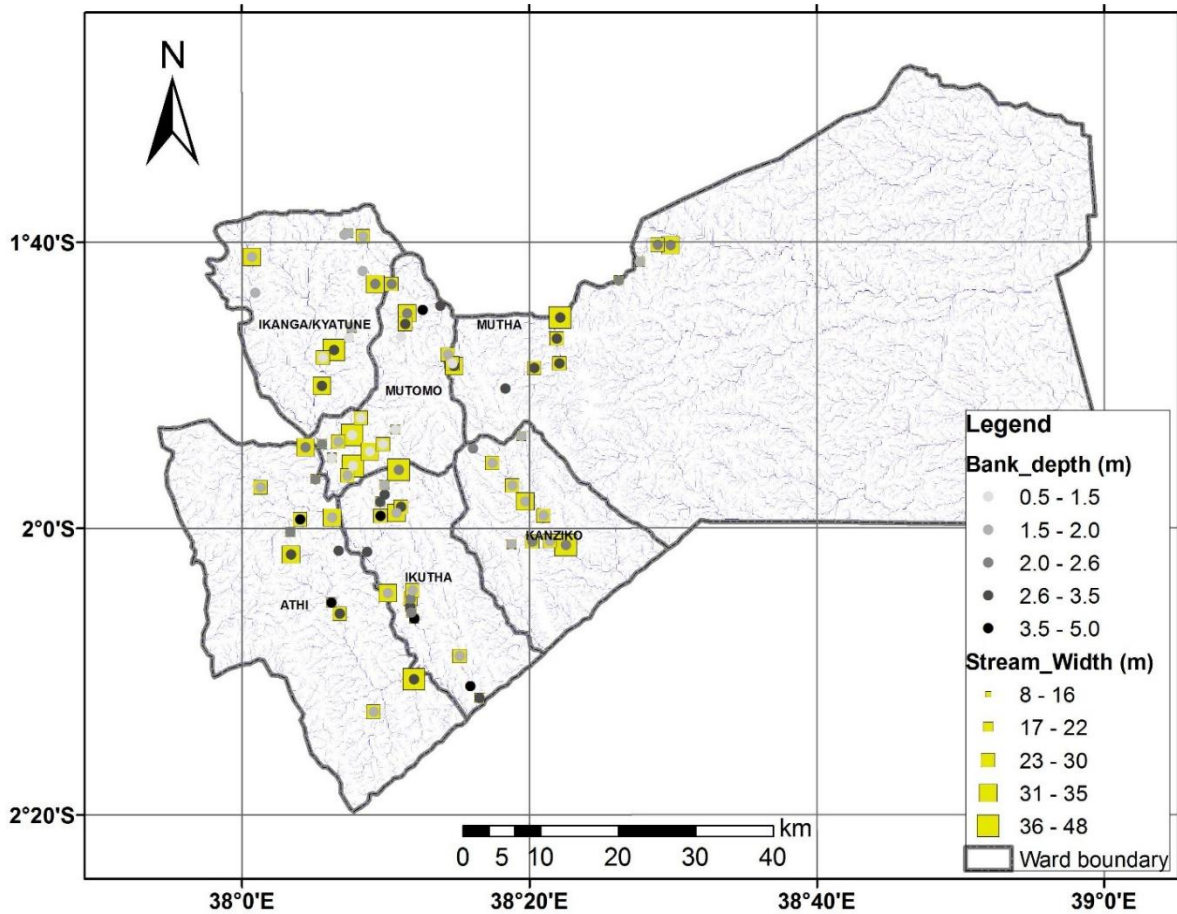 N
1°40'S
2°0'S
2°20'S
IKANGA/KYATUNE
MUTHA
MUTOMO
KANZIKO
IKUTHA
ATHI
Legend
Bank_depth (m)
0.5 - 1.5
1.5 - 2.0
2.0 - 2.6
2.6 - 3.5
3.5 - 5.0
Stream_Width (m)
8 - 16
17 - 22
23 - 30
31 - 35
36 - 48
Ward boundary
km
0 5 10 20 30 40
38°0'E 38°20'E 38°40'E 39°0'E